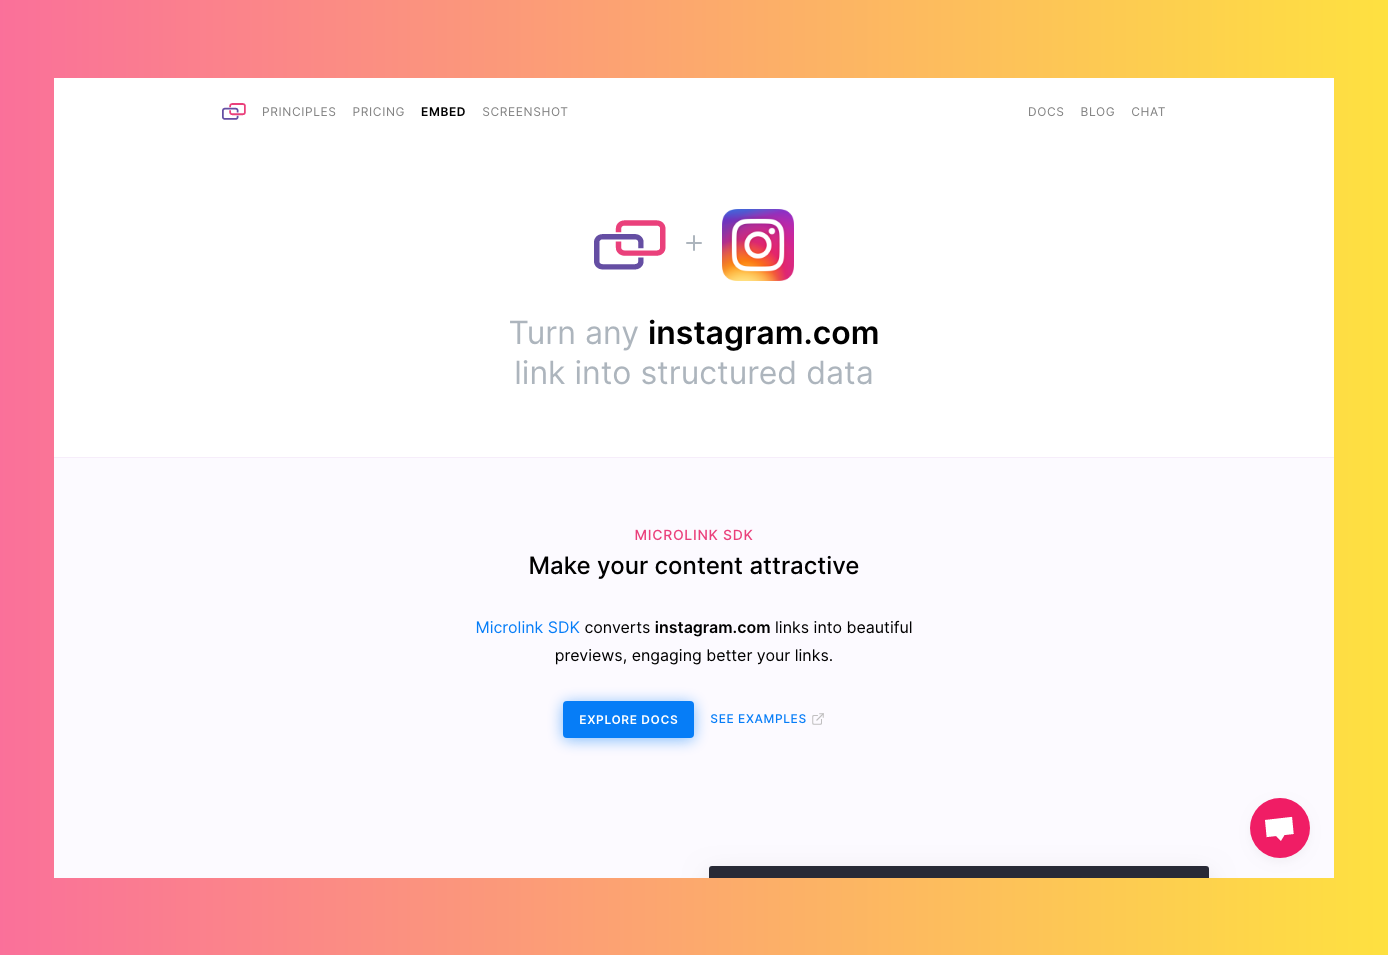 PRINCIPLES PRICING EMBED SCREENSHOT DOCS BLOG CHAT
Turn any instagram.com
link into structured data
MICROLINK SDK
Make your content attractive
Microlink SDK converts instagram.com links into beautiful
previews, engaging better your links.
EXPLORE DOCS SEE EXAMPLES